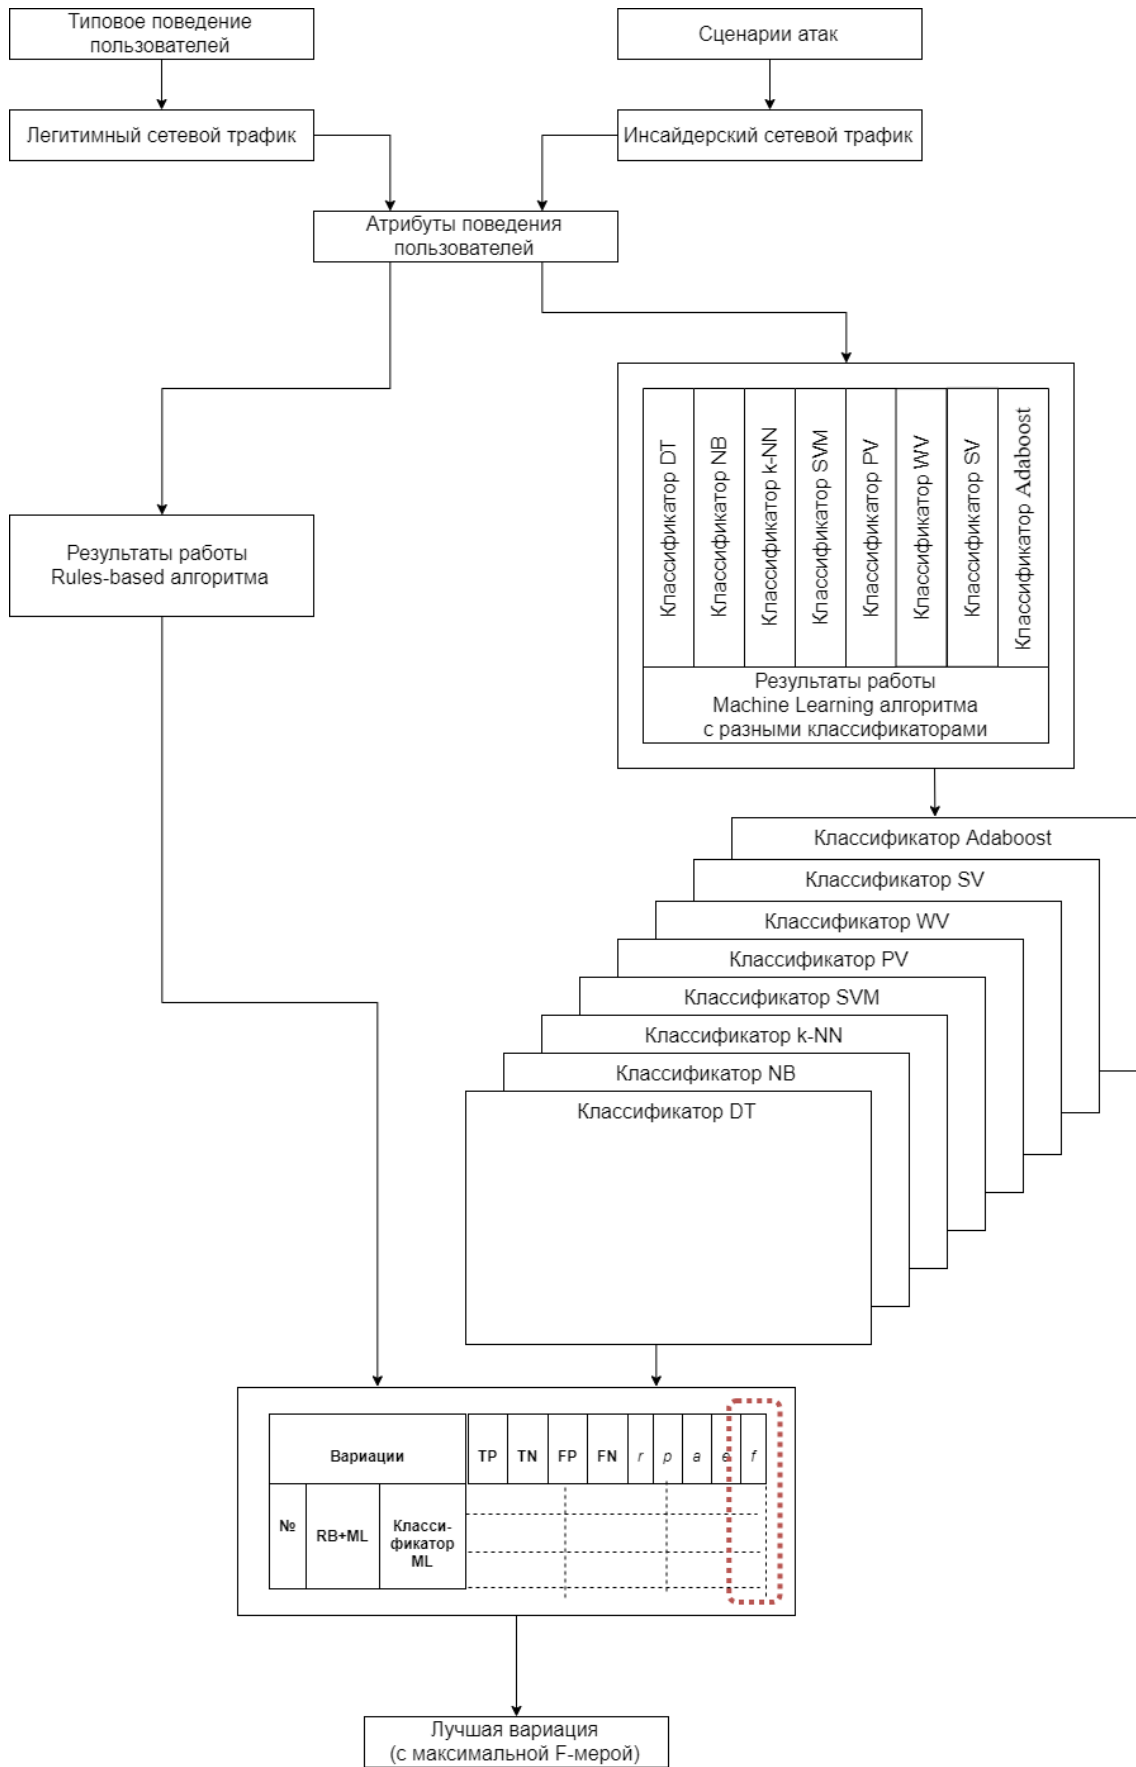 Типовое поведение
пользователей
Сценарии атак
Легитимный сетевой трафик
Инсайдерский сетевой трафик
Атрибуты поведения
пользователей
Классификатор DT
Классификатор NB
Классификатор k-NN
Классификатор SVM
Классификатор PV
Классификатор WV
Классификатор SV
Классификатор Adaboost
Результаты работы
Rules-based алгоритма
Результаты работы
Machine Learning алгоритма
с разными классификаторами
Классификатор Adaboost
Классификатор SV
Классификатор WV
Классификатор PV
Классификатор SVM
Классификатор k-NN
Классификатор NB
Классификатор DT
Вариации
TP
TN
FP
FN
r
p
a
e
f
№
RB+ML
Класси-
фикатор
ML
Лучшая вариация
(с максимальной F-мерой)